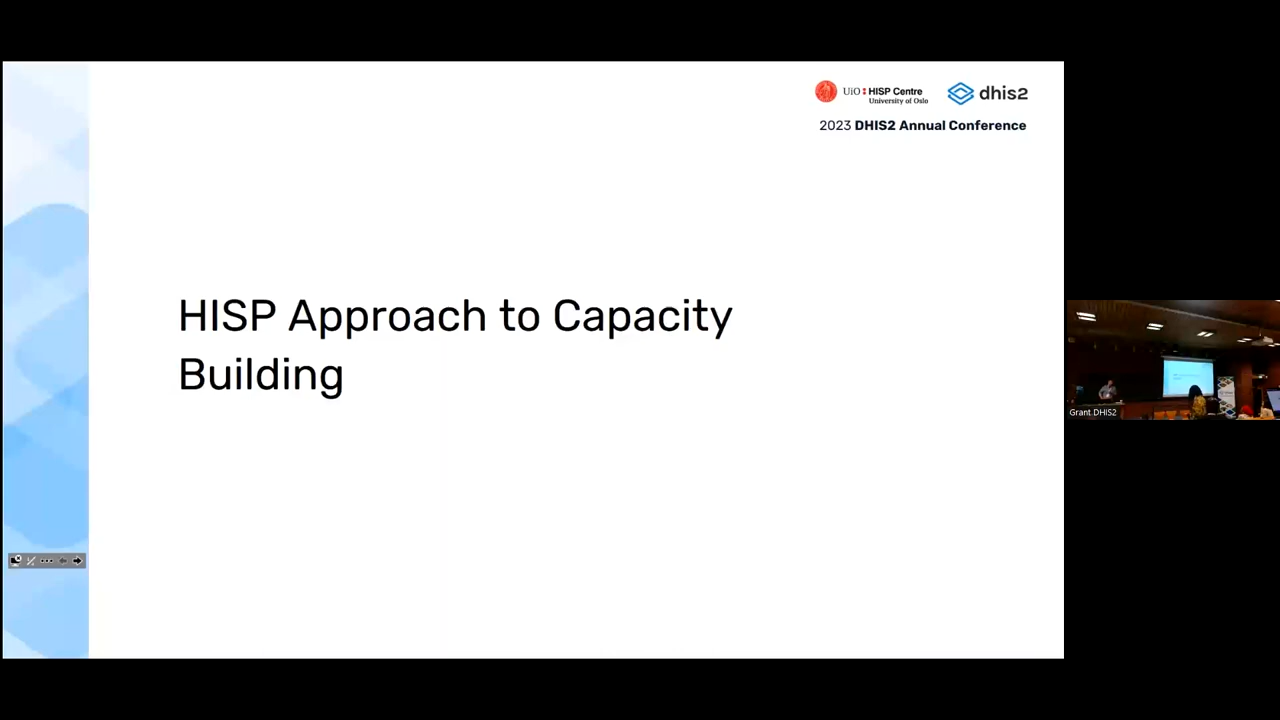 UiO : HISP Centre
University of Oslo
dhis2
2023 DHIS2 Annual Conference
HISP Approach to Capacity
Building
Grant DHIS2